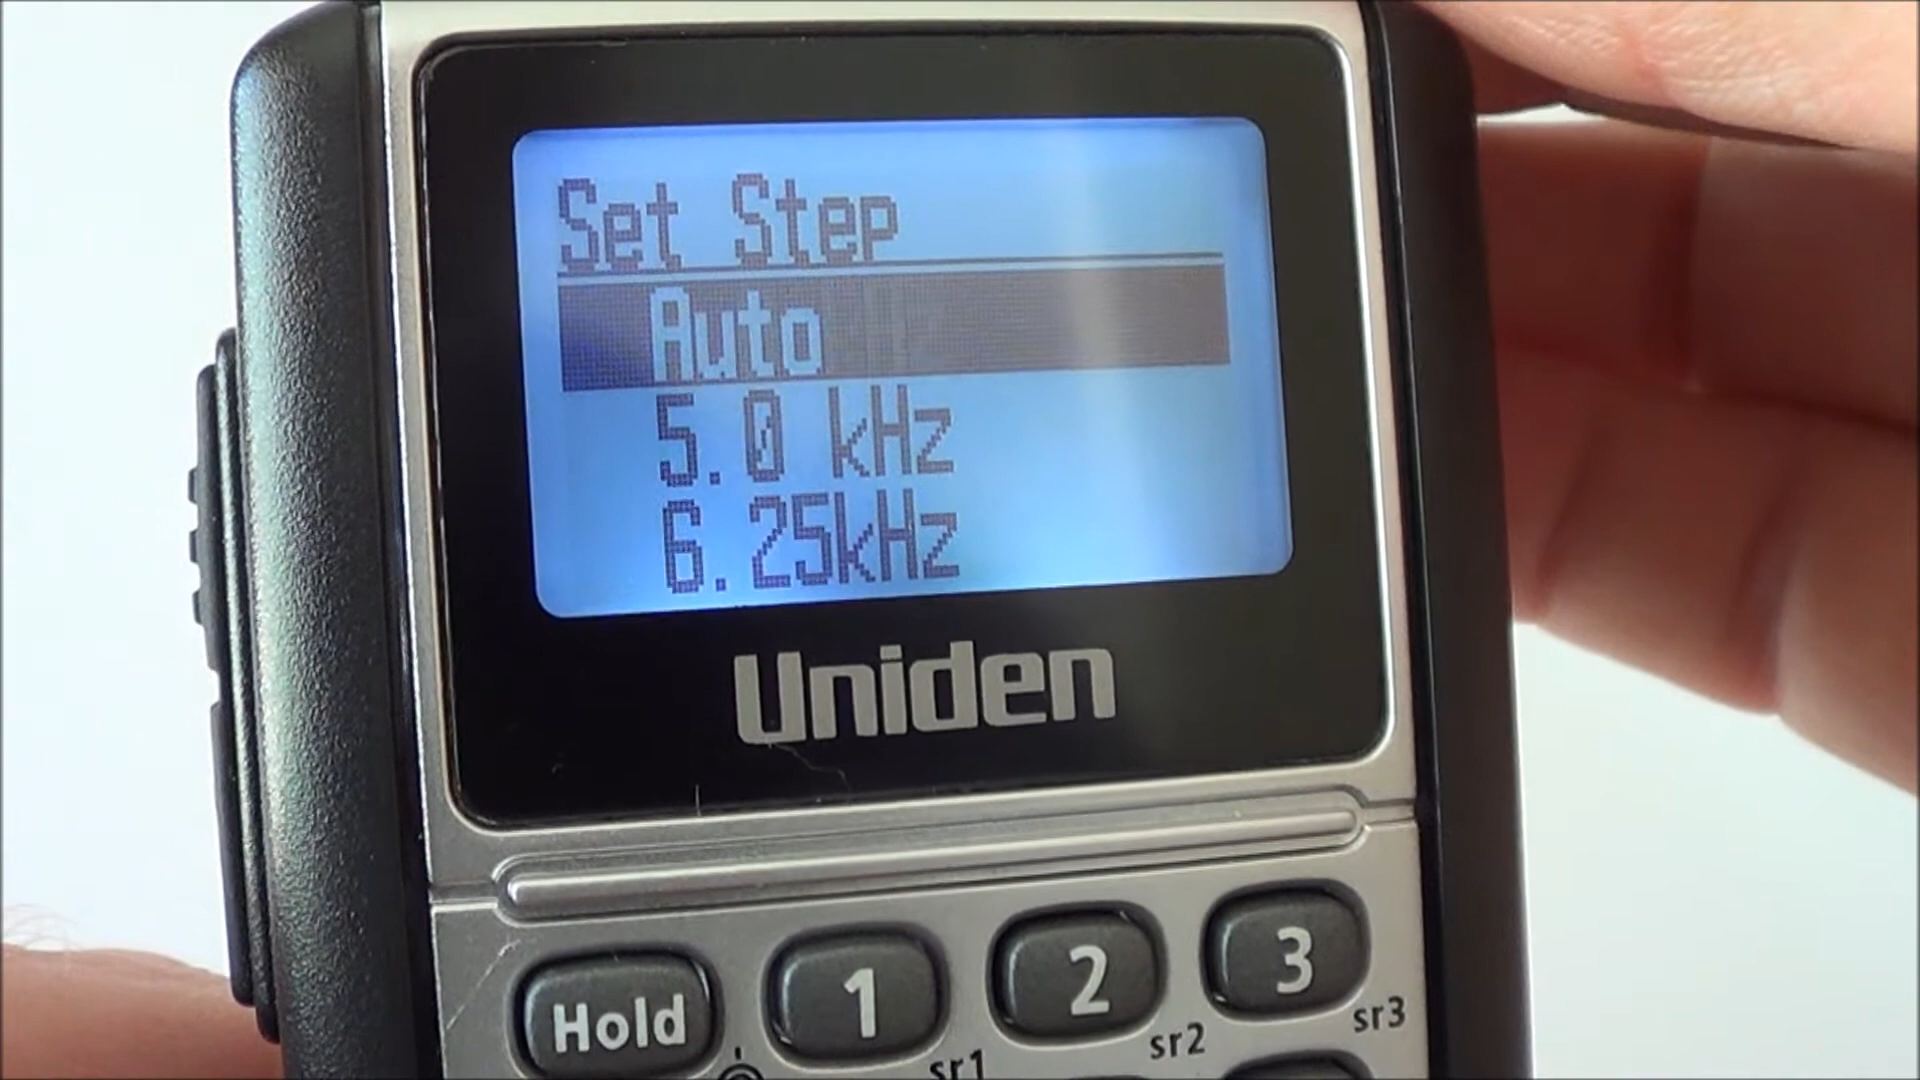 Set Step
Auto
5.0 kHz
6.25kHz
Uniden
Hold 1 2 3
sr1 sr2 sr3